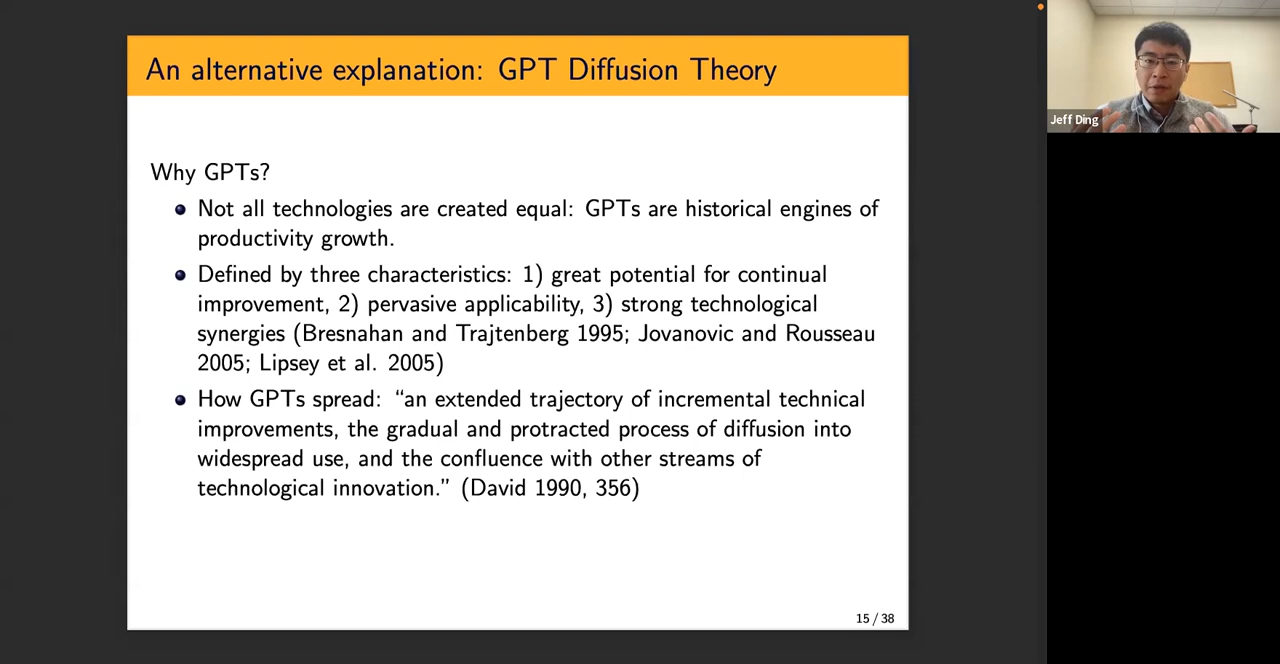 An alternative explanation: GPT Diffusion Theory
Jeff Ding
Why GPTs?
Not all technologies are created equal: GPTs are historical engines of
productivity growth.
Defined by three characteristics: 1) great potential for continual
improvement, 2) pervasive applicability, 3) strong technological
synergies (Bresnahan and Trajtenberg 1995; Jovanovic and Rousseau
2005; Lipsey et al. 2005)
How GPTs spread: “an extended trajectory of incremental technical
improvements, the gradual and protracted process of diffusion into
widespread use, and the confluence with other streams of
technological innovation.” (David 1990, 356)
15 / 38